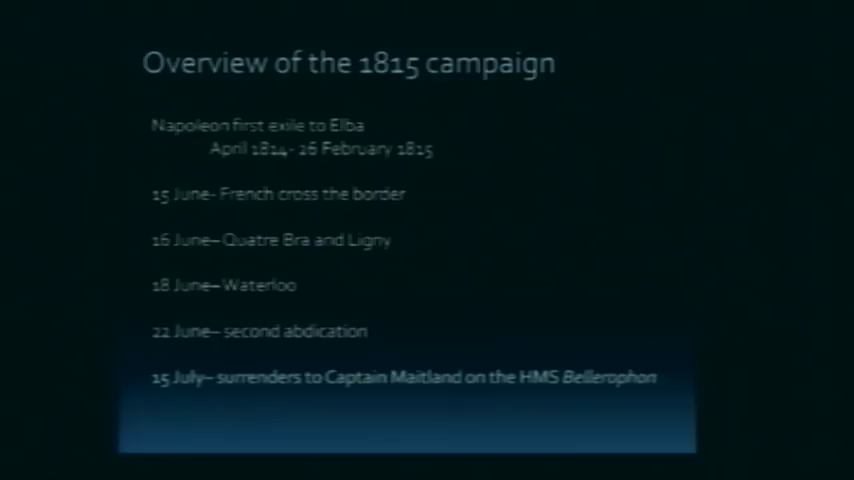 Overview of the 1815 campaign
Napoleon first exile to Elba
April 1814 - 26 February 1815
15 June- French cross the border
16 June– Quatre Bra and Ligny
18 June– Waterloo
22 June– second abdication
15 July– surrenders to Captain Maitland on the HMS Bellerophon